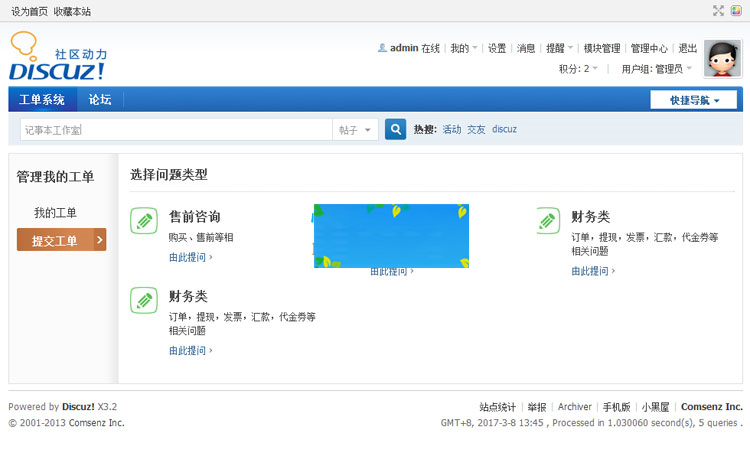 设为首页 收藏本站
社区动力
DISCUZ!
admin 在线 | 我的 | 设置 | 消息 | 提醒 | 模块管理 | 管理中心 | 退出
积分: 2 | 用户组: 管理员
工单系统 论坛 快捷导航
记事本工作室 帖子 热搜: 活动 交友 discuz
管理我的工单
我的工单
提交工单
选择问题类型
售前咨询
购买、售前等相
由此提问 ›
由此提问 ›
财务类
订单，提现，发票，汇款，代金券等
相关问题
由此提问 ›
财务类
订单，提现，发票，汇款，代金券等
相关问题
由此提问 ›
Powered by Discuz! X3.2
© 2001-2013 Comsenz Inc.
站点统计 | 举报 | Archiver | 手机版 | 小黑屋 | Comsenz Inc.
GMT+8, 2017-3-8 13:45 , Processed in 1.030060 second(s), 5 queries .